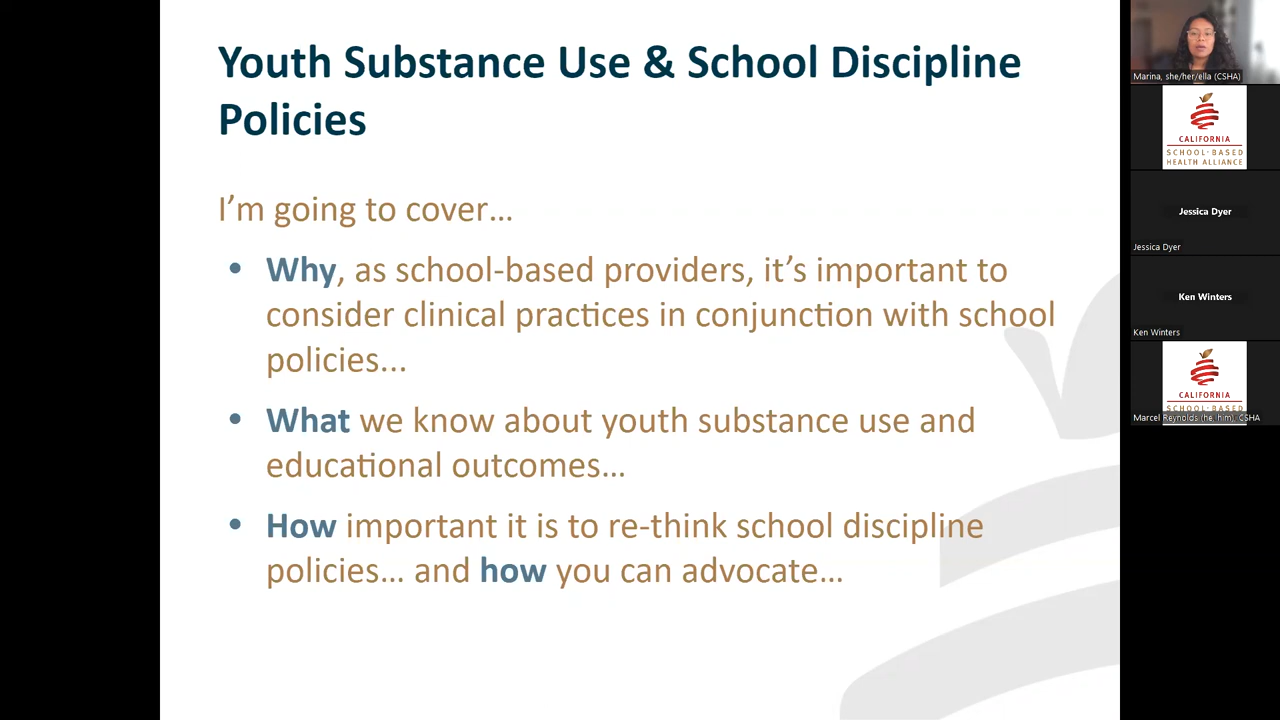 Youth Substance Use & School Discipline
Policies
I'm going to cover…
• Why, as school-based providers, it's important to
consider clinical practices in conjunction with school
policies...
• What we know about youth substance use and
educational outcomes…
• How important it is to re-think school discipline
policies… and how you can advocate…
Marina, she/her/ella (CSHA)
CALIFORNIA
SCHOOL-BASED
HEALTH ALLIANCE
Jessica Dyer
Jessica Dyer
Ken Winters
Ken Winters
CALIFORNIA
SCHOOL-BASED
Marcel Reynolds (he, him), CSHA